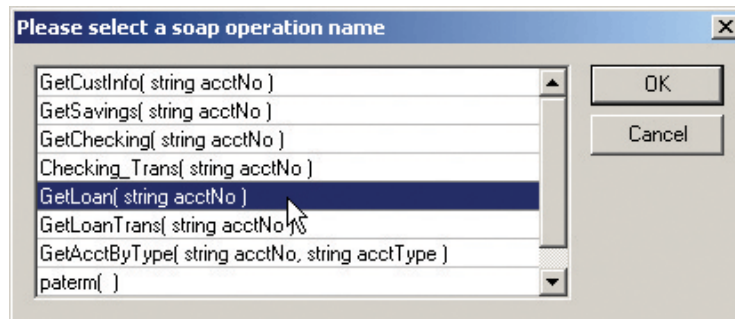 Please select a soap operation name
GetCustInfo( string acctNo )
GetSavings( string acctNo )
GetChecking( string acctNo )
Checking_Trans( string acctNo )
GetLoan( string acctNo )
GetLoanTrans( string acctNo )
GetAcctByType( string acctNo, string acctType )
paterm( )
OK
Cancel